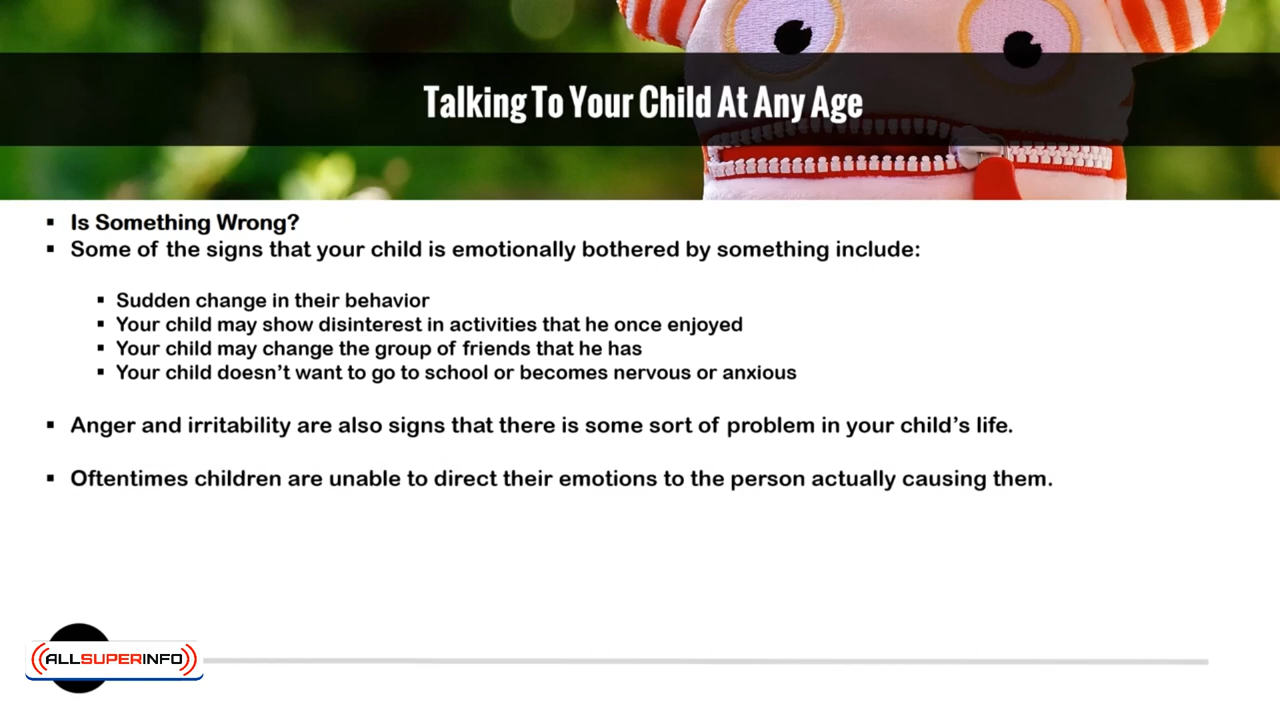 Talking To Your Child At Any Age
▪ Is Something Wrong?
▪ Some of the signs that your child is emotionally bothered by something include:
▪ Sudden change in their behavior
▪ Your child may show disinterest in activities that he once enjoyed
▪ Your child may change the group of friends that he has
▪ Your child doesn't want to go to school or becomes nervous or anxious
▪ Anger and irritability are also signs that there is some sort of problem in your child's life.
▪ Oftentimes children are unable to direct their emotions to the person actually causing them.
ALLSUPERINFO